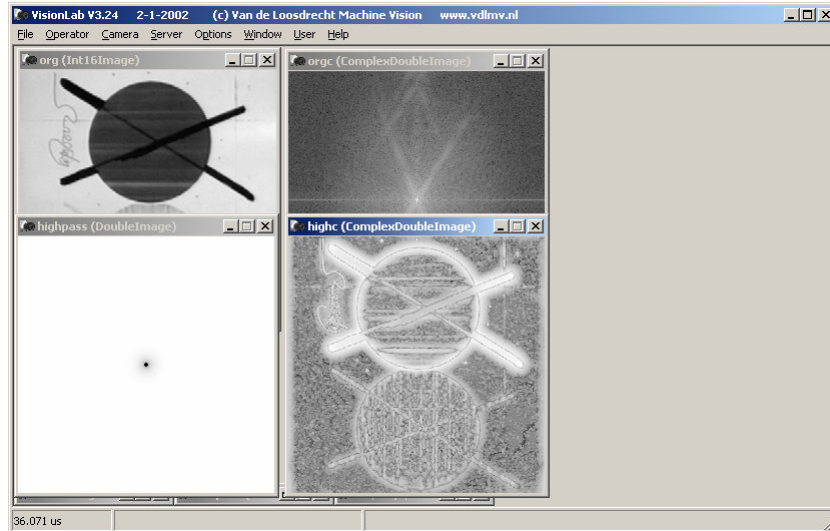 VisionLab V3.24 2-1-2002 (c) Van de Loosdrecht Machine Vision www.vdlmv.nl
File Operator Camera Server Options Window User Help
org (Int16Image)
orgc (ComplexDoubleImage)
highpass (DoubleImage)
highc (ComplexDoubleImage)
36.071 us